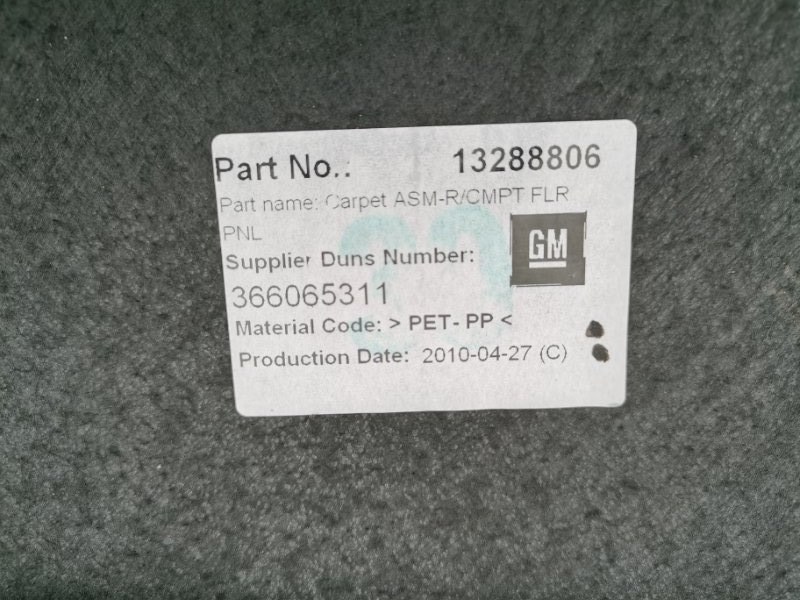 Part No.: 13288806
Part name: Carpet ASM-R/CMPT FLR
PNL
GM
Supplier Duns Number:
366065311
Material Code: > PET- PP <
Production Date: 2010-04-27 (C)